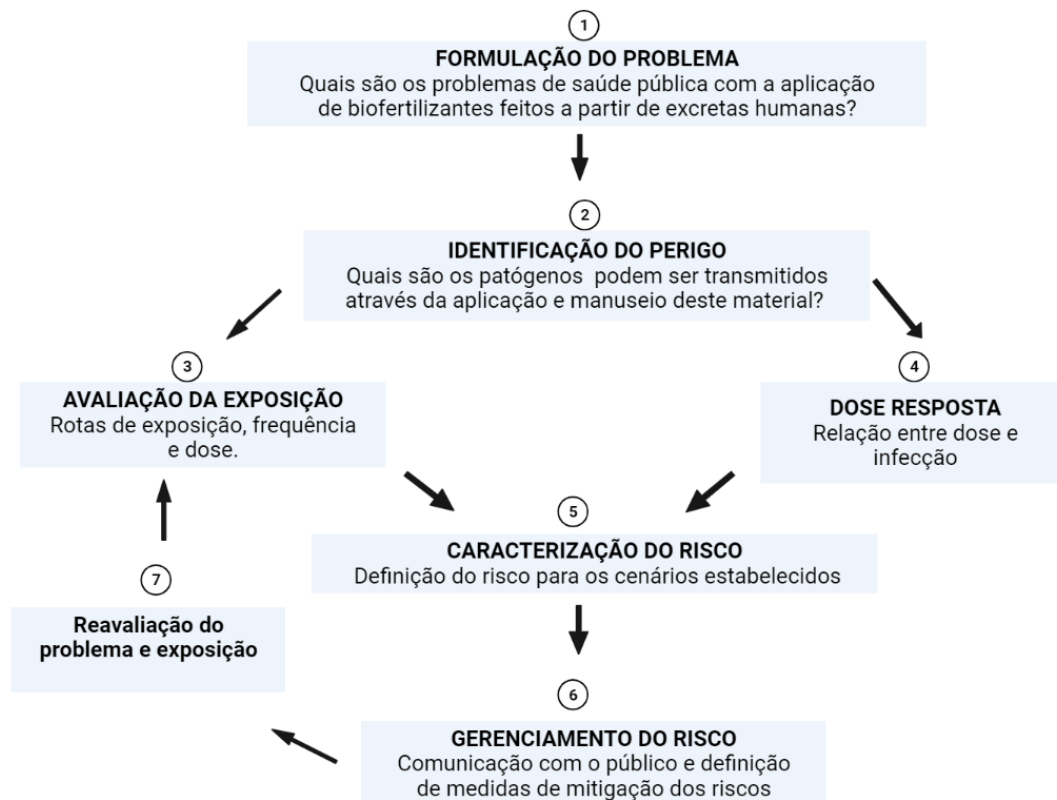 1
FORMULAÇÃO DO PROBLEMA
Quais são os problemas de saúde pública com a aplicação
de biofertilizantes feitos a partir de excretas humanas?
2
IDENTIFICAÇÃO DO PERIGO
Quais são os patógenos podem ser transmitidos
através da aplicação e manuseio deste material?
3
AVALIAÇÃO DA EXPOSIÇÃO
Rotas de exposição, frequência
e dose.
4
DOSE RESPOSTA
Relação entre dose e
infecção
5
CARACTERIZAÇÃO DO RISCO
Definição do risco para os cenários estabelecidos
6
GERENCIAMENTO DO RISCO
Comunicação com o público e definição
de medidas de mitigação dos riscos
7
Reavaliação do
problema e exposição